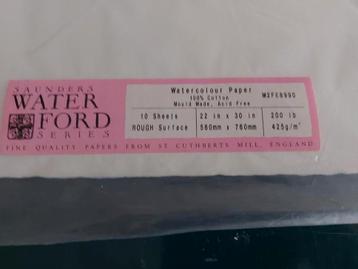 SAUNDERS
WATER
FORD
SERIES
Watercolour Paper
100% Cotton
Mould Made, Acid Free
M2FE8990
10 Sheets 22 in x 30 in 200 lb
ROUGH Surface 560mm x 760mm 425g/m²
FINE QUALITY PAPERS FROM ST CUTHBERTS MILL, ENGLAND